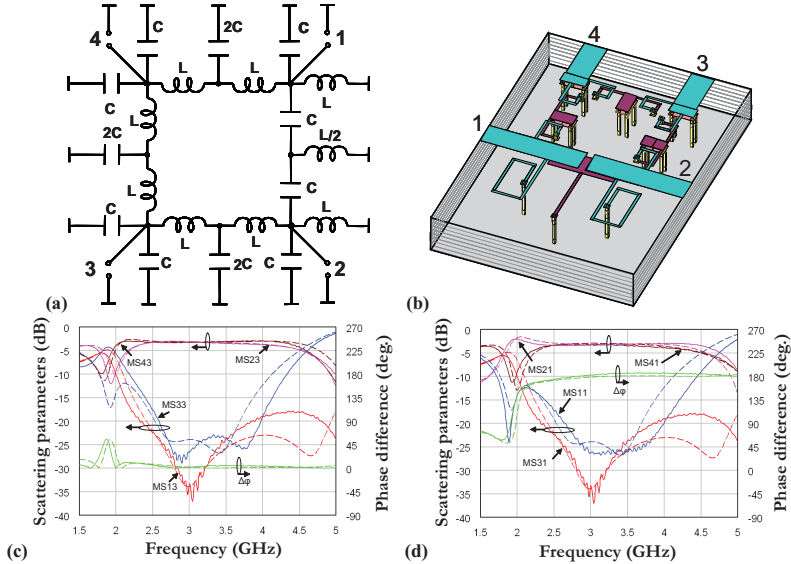 C 2C C
4 1
L L
C L
L C
2C L/2
L C
C L
L L
3 2
C 2C C
(a)
4
3
1
2
(b)
Scattering parameters (dB)
0
-5
-10
-15
-20
-25
-30
-35
-40
MS43
MS23
MS33
MS13
Δφ
270
225
180
135
90
45
0
-45
-90
Phase difference (deg.)
1.5 2 2.5 3 3.5 4 4.5 5
Frequency (GHz)
(c)
Scattering parameters (dB)
0
-5
-10
-15
-20
-25
-30
-35
-40
MS21
MS41
MS11
MS31
Δφ
270
225
180
135
90
45
0
-45
-90
Phase difference (deg.)
1.5 2 2.5 3 3.5 4 4.5 5
Frequency (GHz)
(d)